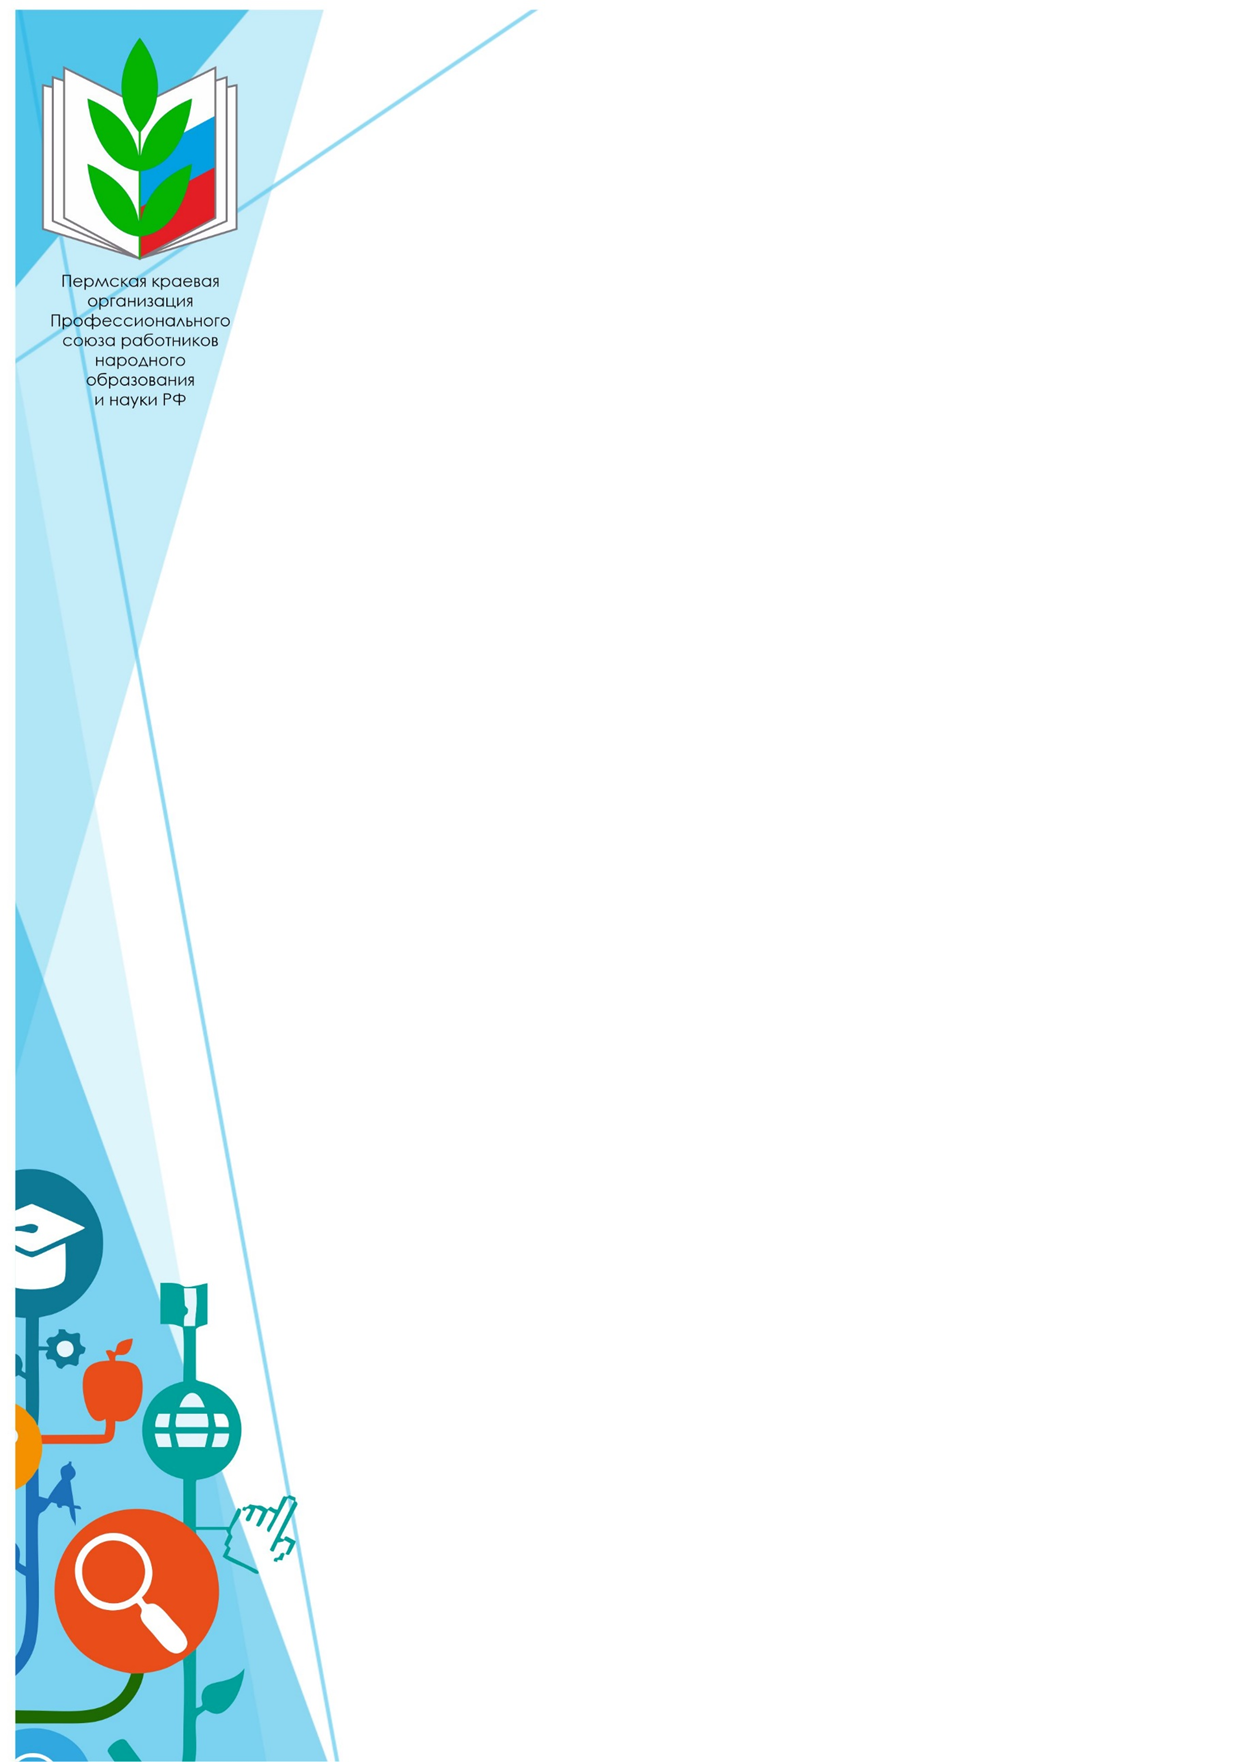 Пермская краевая
организация
Профессионального
союза работников
народного
образования
и науки РФ